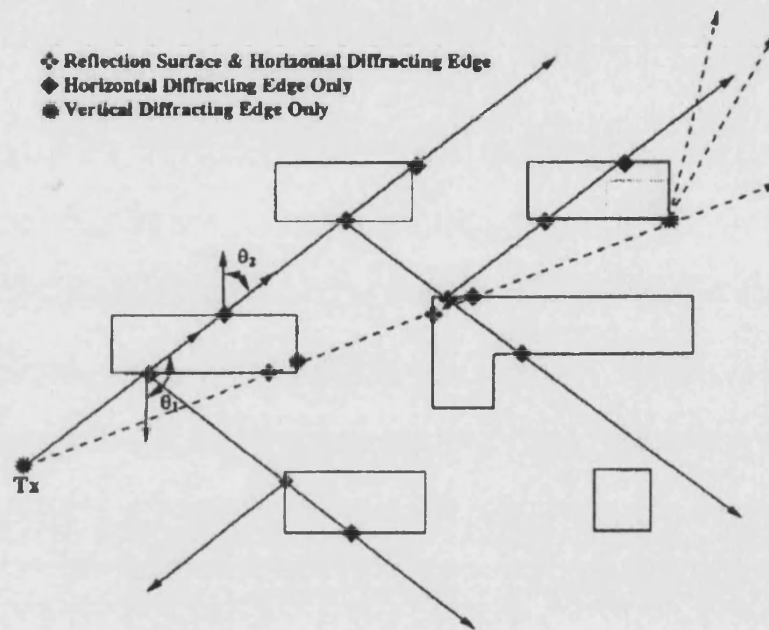 Reflection Surface & Horizontal Diffracting Edge
Horizontal Diffracting Edge Only
Vertical Diffracting Edge Only
θ2
θ1
Tx